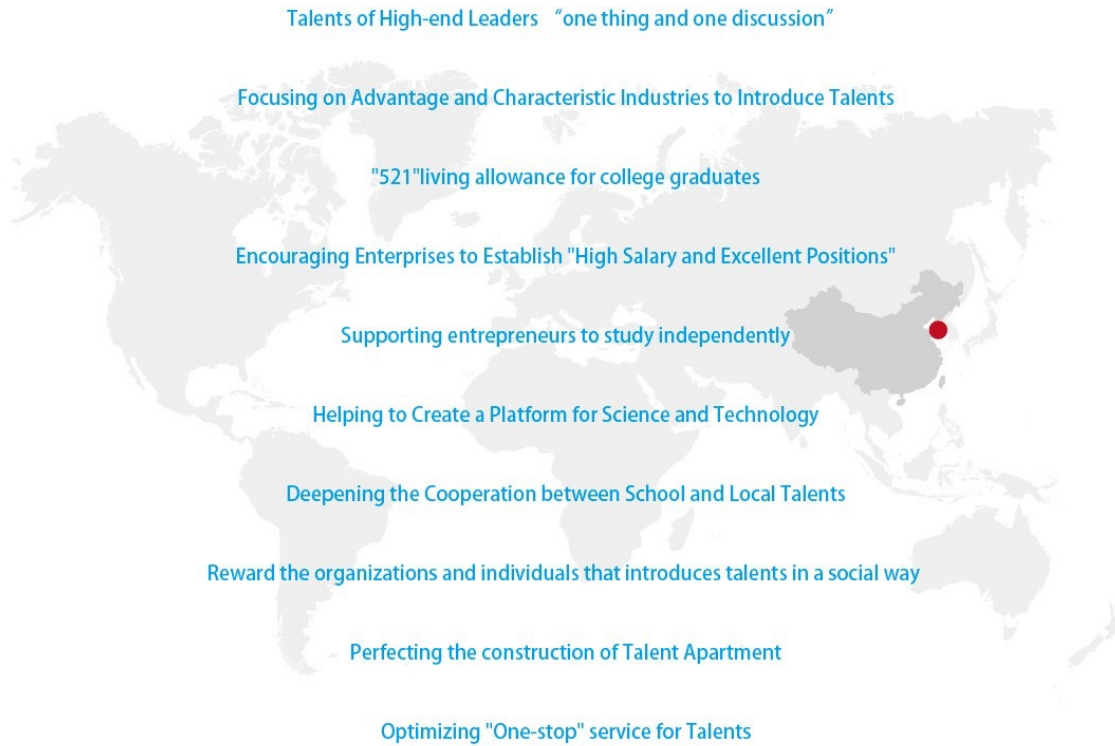 Talents of High-end Leaders “one thing and one discussion”
Focusing on Advantage and Characteristic Industries to Introduce Talents
"521"living allowance for college graduates
Encouraging Enterprises to Establish "High Salary and Excellent Positions"
Supporting entrepreneurs to study independently
Helping to Create a Platform for Science and Technology
Deepening the Cooperation between School and Local Talents
Reward the organizations and individuals that introduces talents in a social way
Perfecting the construction of Talent Apartment
Optimizing "One-stop" service for Talents